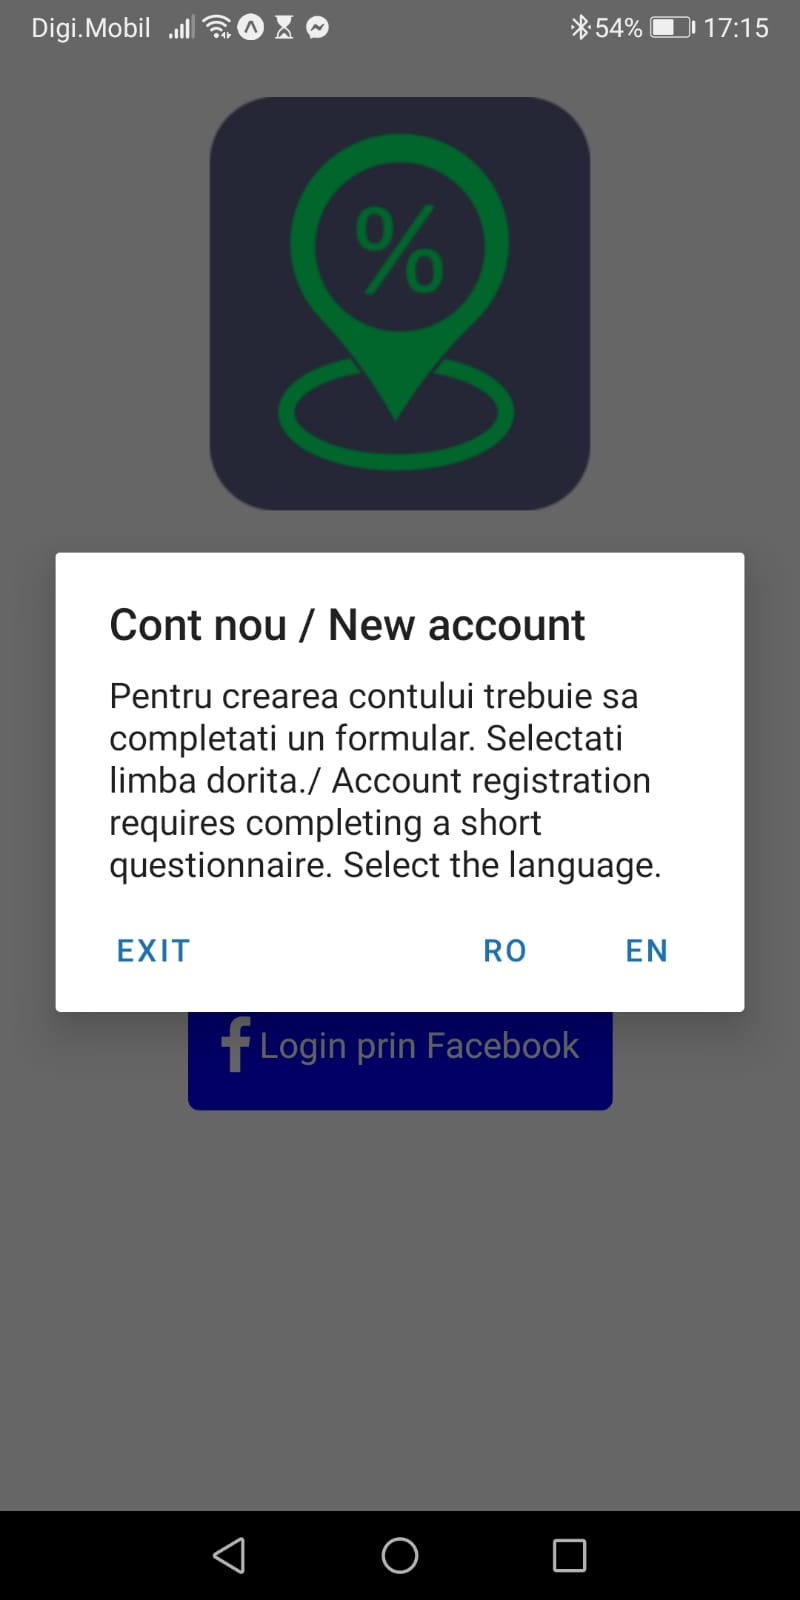 Digi.Mobil 54% 17:15
%
Cont nou / New account
Pentru crearea contului trebuie sa
completati un formular. Selectati
limba dorita./ Account registration
requires completing a short
questionnaire. Select the language.
EXIT RO EN
Login prin Facebook